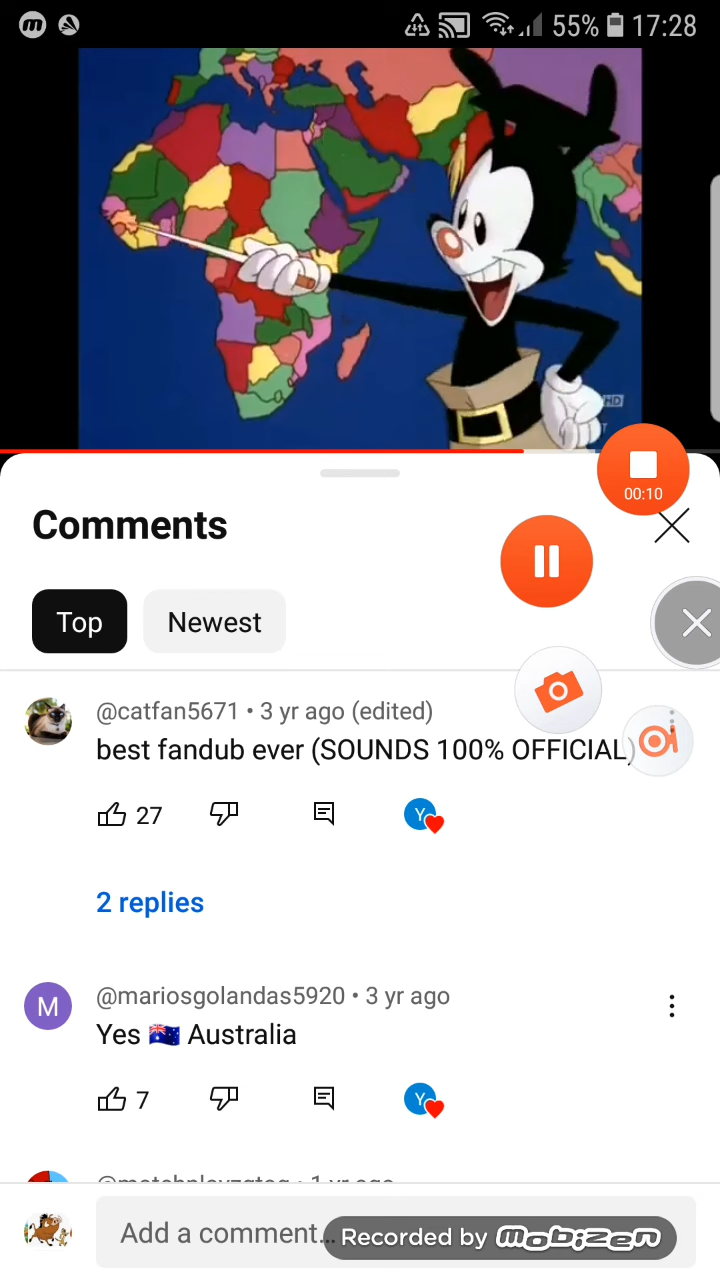 55% 17:28
HD
00:10
Comments
Top Newest
@catfan5671 • 3 yr ago (edited)
best fandub ever (SOUNDS 100% OFFICIAL)
27
Y
2 replies
M
@mariosgolandas5920 • 3 yr ago
Yes 🇦🇺 Australia
7
Y
Add a comment...
Recorded by mobizen